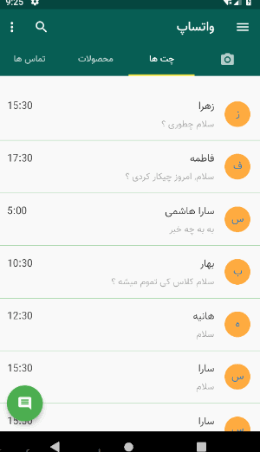 9:25
واتساپ
چت ها
محصولات
تماس ها
ز
زهرا
15:30
سلام چطوری ؟
ف
فاطمه
17:30
سلام، امروز چیکار کردی ؟
س
سارا هاشمی
5:00
به به چه خبر
ب
بهار
10:30
سلام کلاس کی تموم میشه ؟
ه
هانیه
12:30
سلام
س
سارا
15:30
سلام
سارا
15:30